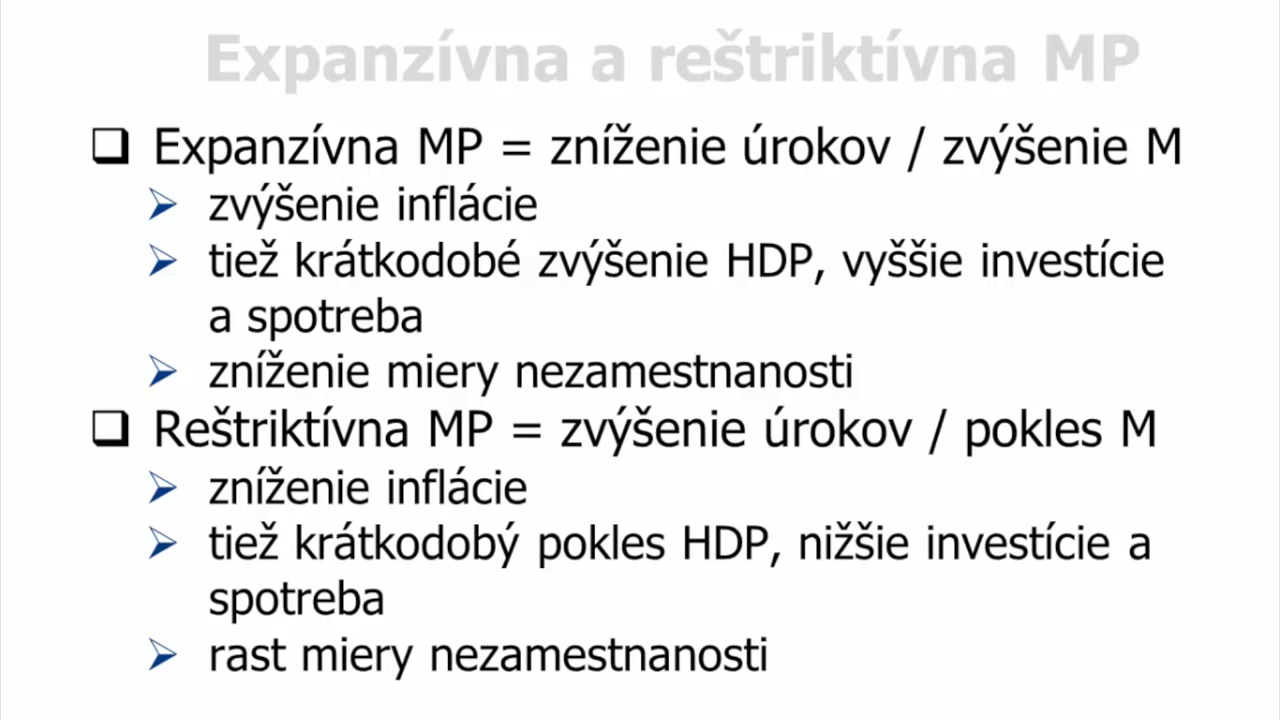 Expanzívna a reštriktívna MP
❑ Expanzívna MP = zníženie úrokov / zvýšenie M
➢ zvýšenie inflácie
➢ tiež krátkodobé zvýšenie HDP, vyššie investície
a spotreba
➢ zníženie miery nezamestnanosti
❑ Reštriktívna MP = zvýšenie úrokov / pokles M
➢ zníženie inflácie
➢ tiež krátkodobý pokles HDP, nižšie investície a
spotreba
➢ rast miery nezamestnanosti